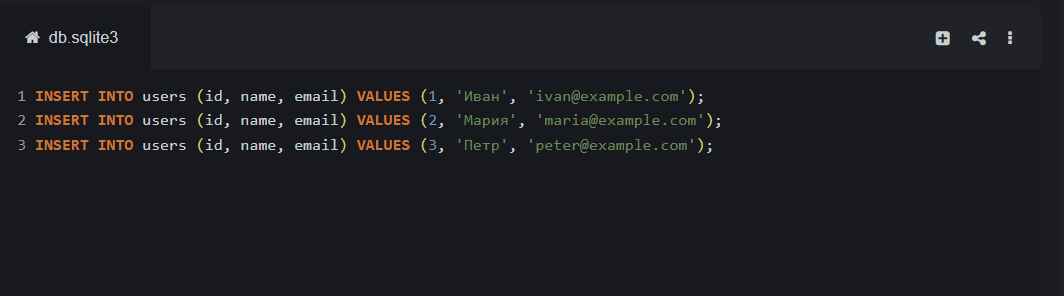 db.sqlite3
1 INSERT INTO users (id, name, email) VALUES (1, 'Иван', 'ivan@example.com');
2 INSERT INTO users (id, name, email) VALUES (2, 'Мария', 'maria@example.com');
3 INSERT INTO users (id, name, email) VALUES (3, 'Петр', 'peter@example.com');